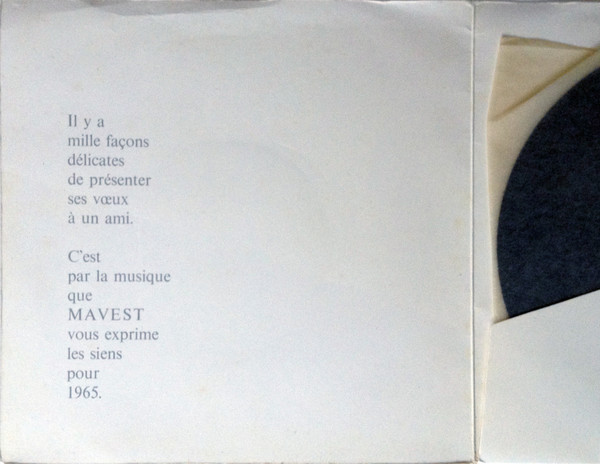 Il y a
mille façons
délicates
de présenter
ses vœux
à un ami.
C'est
par la musique
que
MAVEST
vous exprime
les siens
pour
1965.